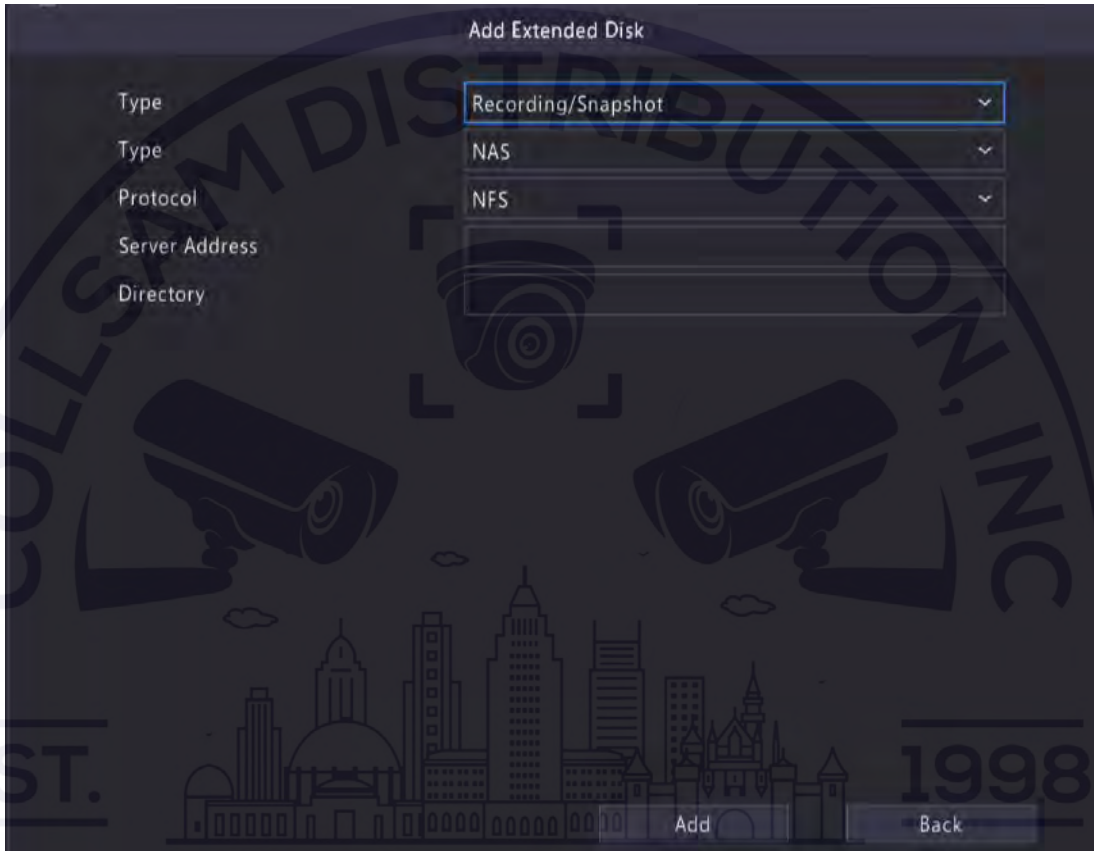 Add Extended Disk
Type Recording/Snapshot
Type NAS
Protocol NFS
Server Address
Directory
COLLSAM DISTRIBUTION, INC
EST. 1998
Add Back